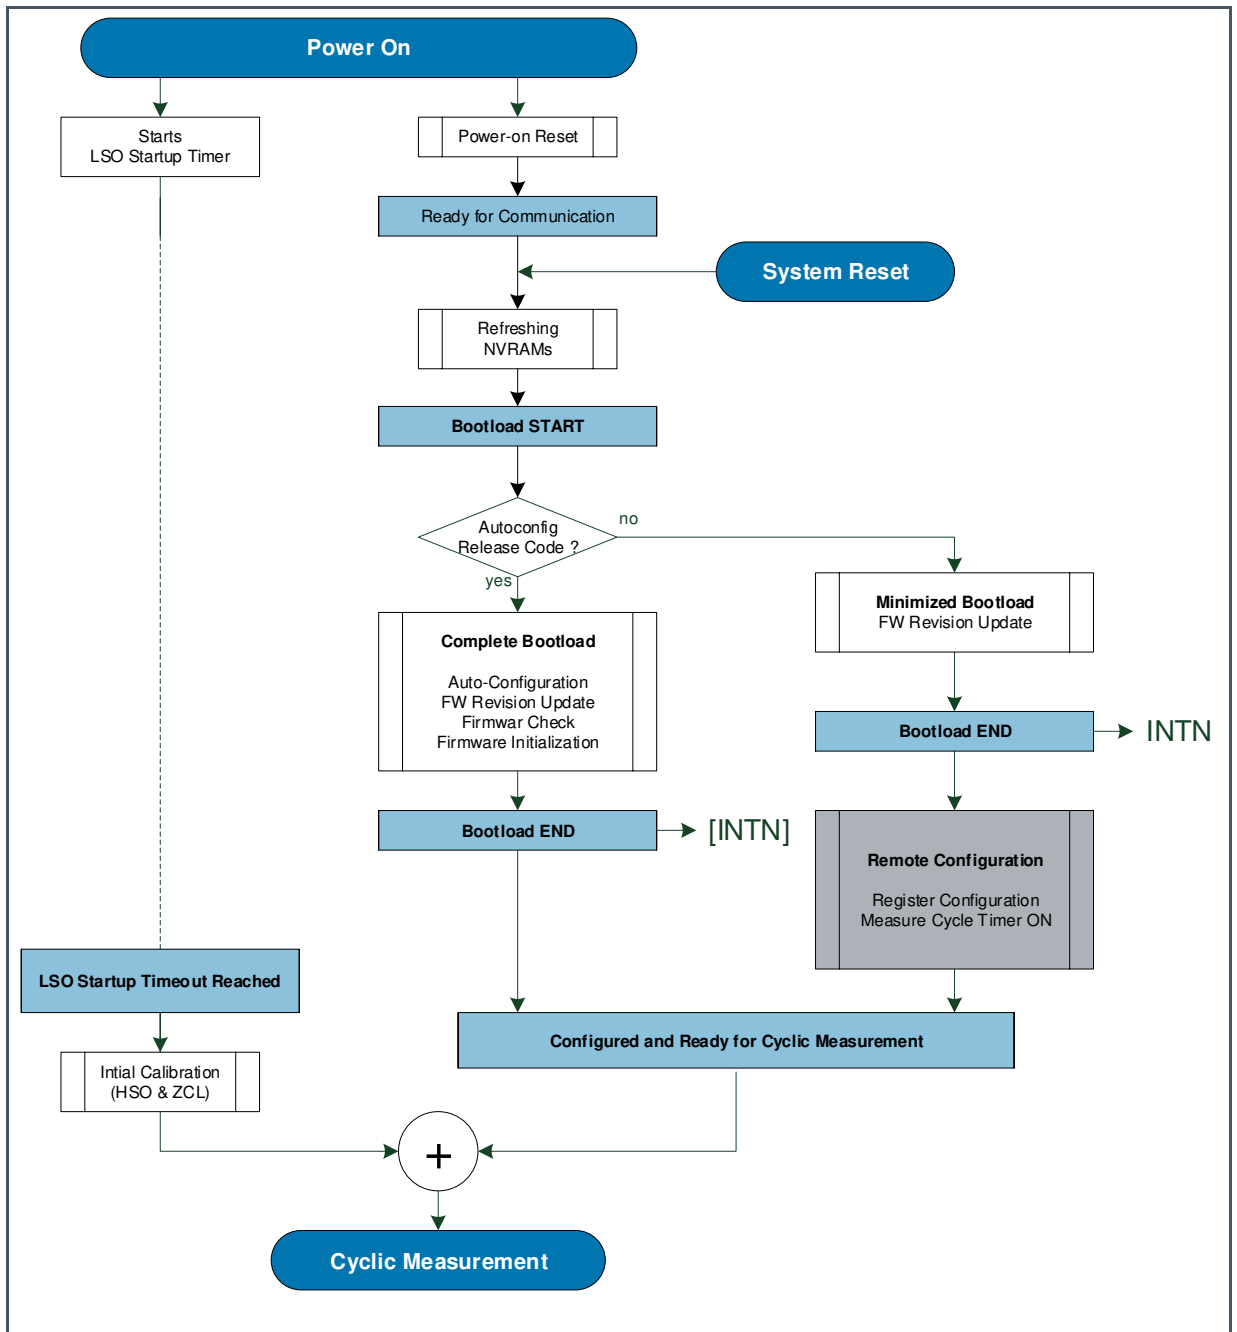 Power On
Starts
LSO Startup Timer
Power-on Reset
Ready for Communication
System Reset
Refreshing
NVRAMs
Bootload START
Autoconfig
Release Code ?
no
yes
Minimized Bootload
FW Revision Update
Complete Bootload
Auto-Configuration
FW Revision Update
Firmwar Check
Firmware Initialization
Bootload END
INTN
Bootload END
[INTN]
Remote Configuration
Register Configuration
Measure Cycle Timer ON
LSO Startup Timeout Reached
Configured and Ready for Cyclic Measurement
Intial Calibration
(HSO & ZCL)
+
Cyclic Measurement